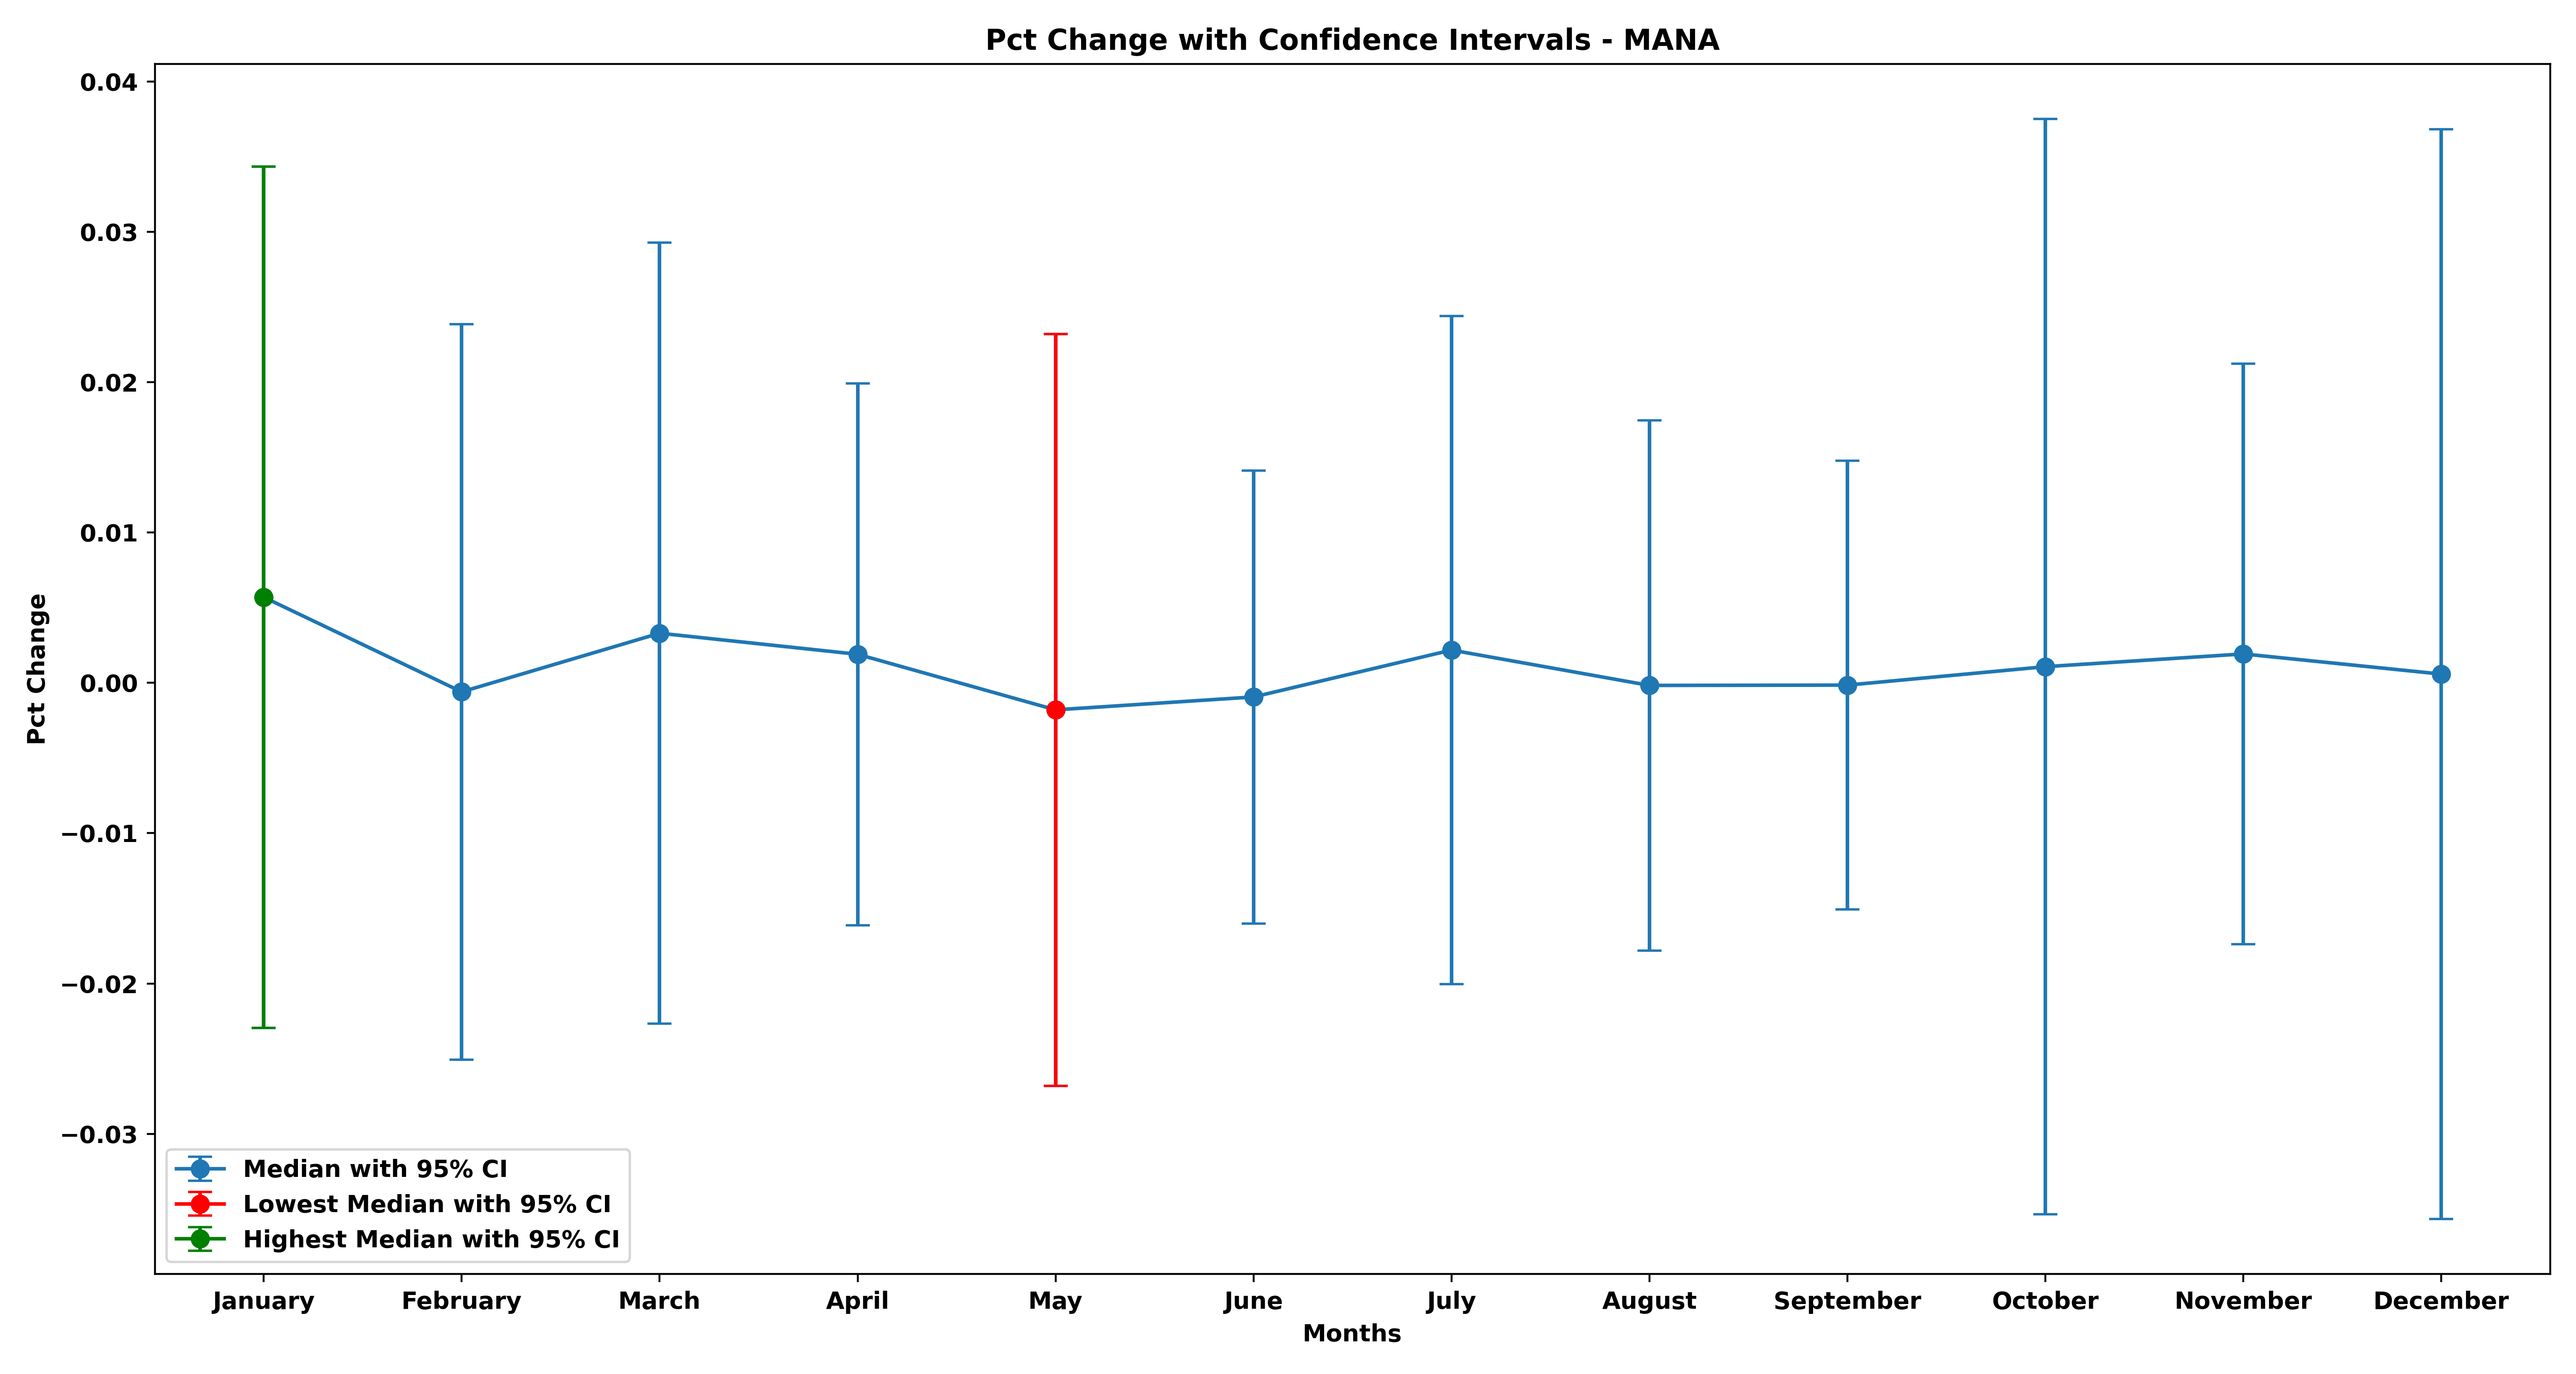 Pct Change with Confidence Intervals - MANA
Pct Change
0.04
0.03
0.02
0.01
0.00
−0.01
−0.02
−0.03
Median with 95% CI
Lowest Median with 95% CI
Highest Median with 95% CI
January February March April May June July August September October November December
Months